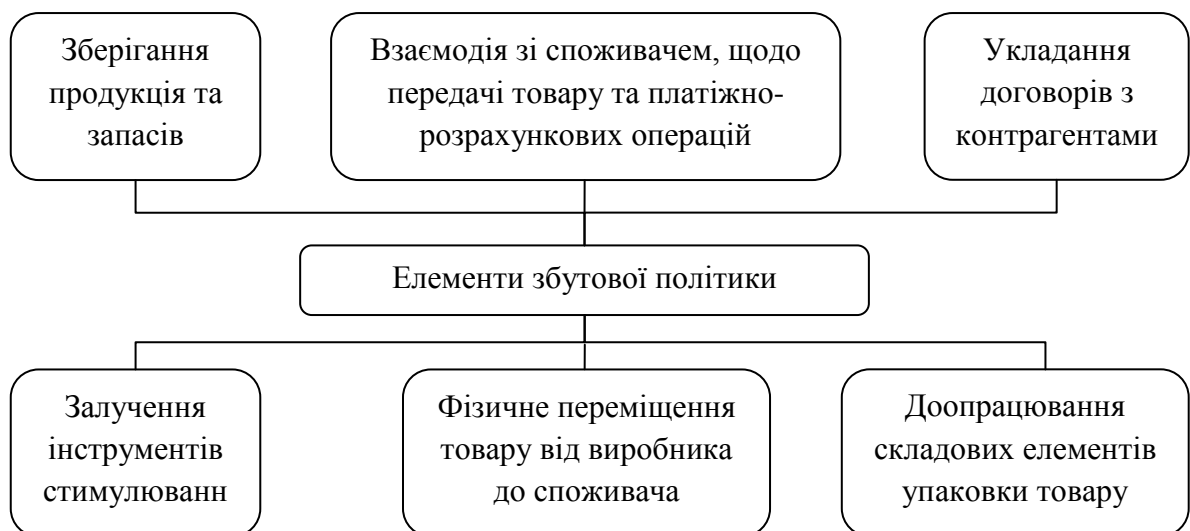 Зберігання
продукція та
запасів
Взаємодія зі споживачем, щодо
передачі товару та платіжно-
розрахункових операцій
Укладання
договорів з
контрагентами
Елементи збутової політики
Залучення
інструментів
стимулюванн
Фізичне переміщення
товару від виробника
до споживача
Доопрацювання
складових елементів
упаковки товару